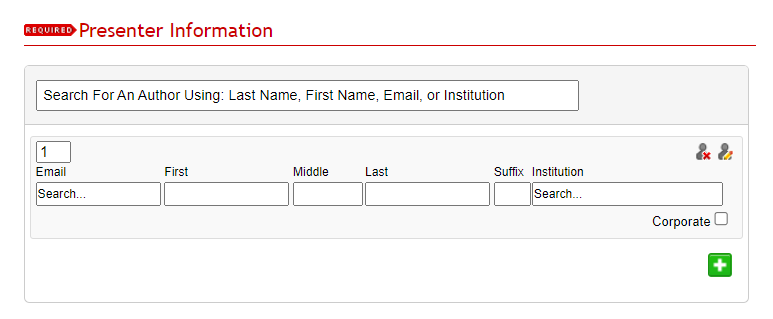 REQUIRED Presenter Information
Search For An Author Using: Last Name, First Name, Email, or Institution
1
Email First Middle Last Suffix Institution
Search... Search...
Corporate